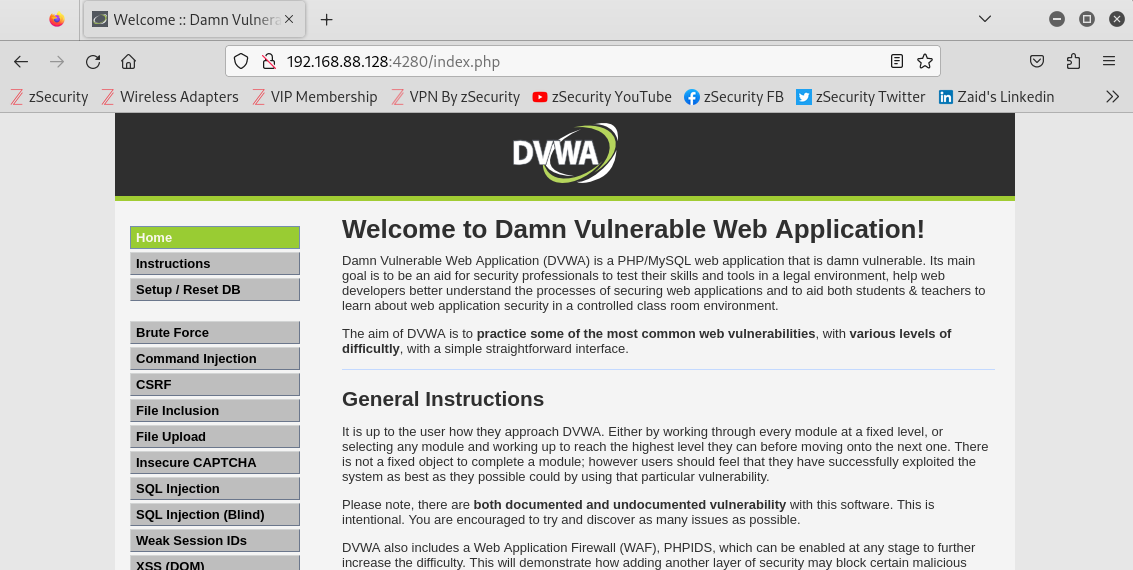 Welcome :: Damn Vulnera
192.168.88.128:4280/index.php
zSecurity Wireless Adapters VIP Membership VPN By zSecurity zSecurity YouTube zSecurity FB zSecurity Twitter Zaid's Linkedin
DVWA
Home
Instructions
Setup / Reset DB
Brute Force
Command Injection
CSRF
File Inclusion
File Upload
Insecure CAPTCHA
SQL Injection
SQL Injection (Blind)
Weak Session IDs
XSS (DOM)
Welcome to Damn Vulnerable Web Application!
Damn Vulnerable Web Application (DVWA) is a PHP/MySQL web application that is damn vulnerable. Its main
goal is to be an aid for security professionals to test their skills and tools in a legal environment, help web
developers better understand the processes of securing web applications and to aid both students & teachers to
learn about web application security in a controlled class room environment.
The aim of DVWA is to practice some of the most common web vulnerabilities, with various levels of
difficultly, with a simple straightforward interface.
General Instructions
It is up to the user how they approach DVWA. Either by working through every module at a fixed level, or
selecting any module and working up to reach the highest level they can before moving onto the next one. There
is not a fixed object to complete a module; however users should feel that they have successfully exploited the
system as best as they possible could by using that particular vulnerability.
Please note, there are both documented and undocumented vulnerability with this software. This is
intentional. You are encouraged to try and discover as many issues as possible.
DVWA also includes a Web Application Firewall (WAF), PHPIDS, which can be enabled at any stage to further
increase the difficulty. This will demonstrate how adding another layer of security may block certain malicious